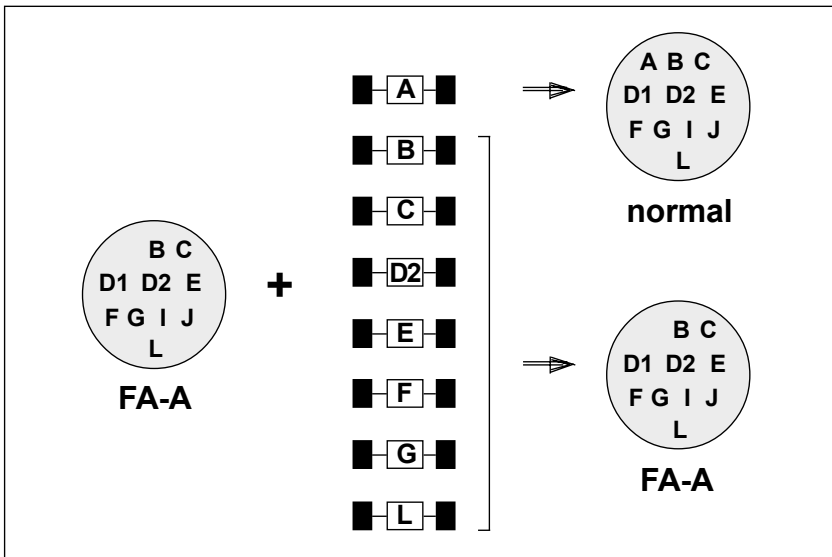 A
B
C
D2
E
F
G
L
B C
D1 D2 E
F G I J
L
FA-A
+
A B C
D1 D2 E
F G I J
L
normal
B C
D1 D2 E
F G I J
L
FA-A